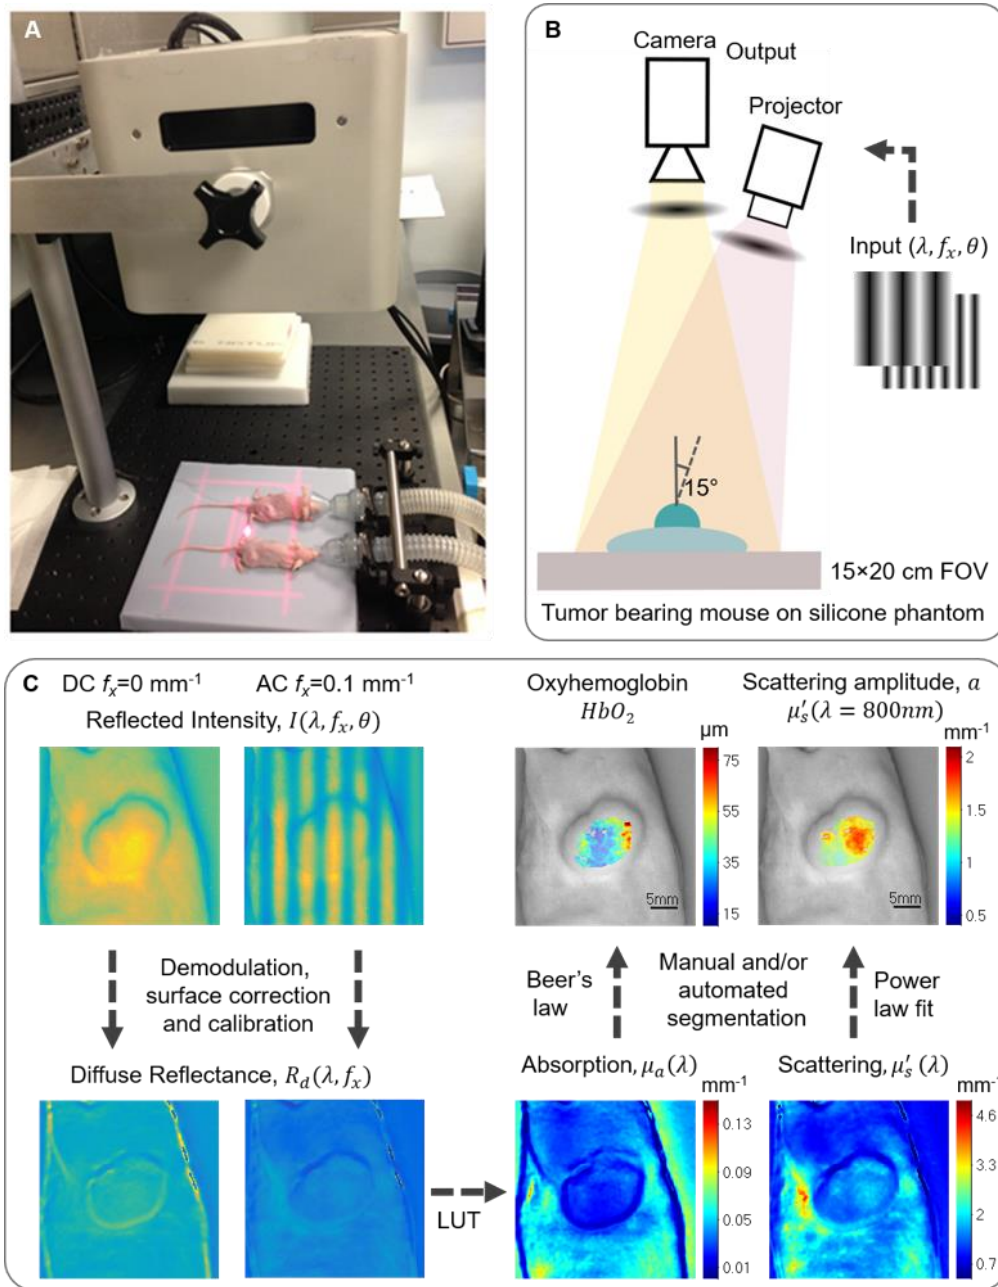 A
B
Camera
Output
Projector
Input (λ, fₓ, θ)
15°
15×20 cm FOV
Tumor bearing mouse on silicone phantom
C
DC fₓ=0 mm⁻¹
AC fₓ=0.1 mm⁻¹
Reflected Intensity, I(λ, fₓ, θ)
Oxyhemoglobin
HbO₂
Scattering amplitude, a
μ′ₛ(λ = 800nm)
μm
75
55
35
15
5mm
mm⁻¹
2
1.5
1
0.5
5mm
Demodulation,
surface correction
and calibration
Beer's
law
Manual and/or
automated
segmentation
Power
law fit
Diffuse Reflectance, R_d(λ, fₓ)
LUT
Absorption, μₐ(λ)
mm⁻¹
0.13
0.09
0.05
0.01
Scattering, μ′ₛ(λ)
mm⁻¹
4.6
3.3
2
0.7